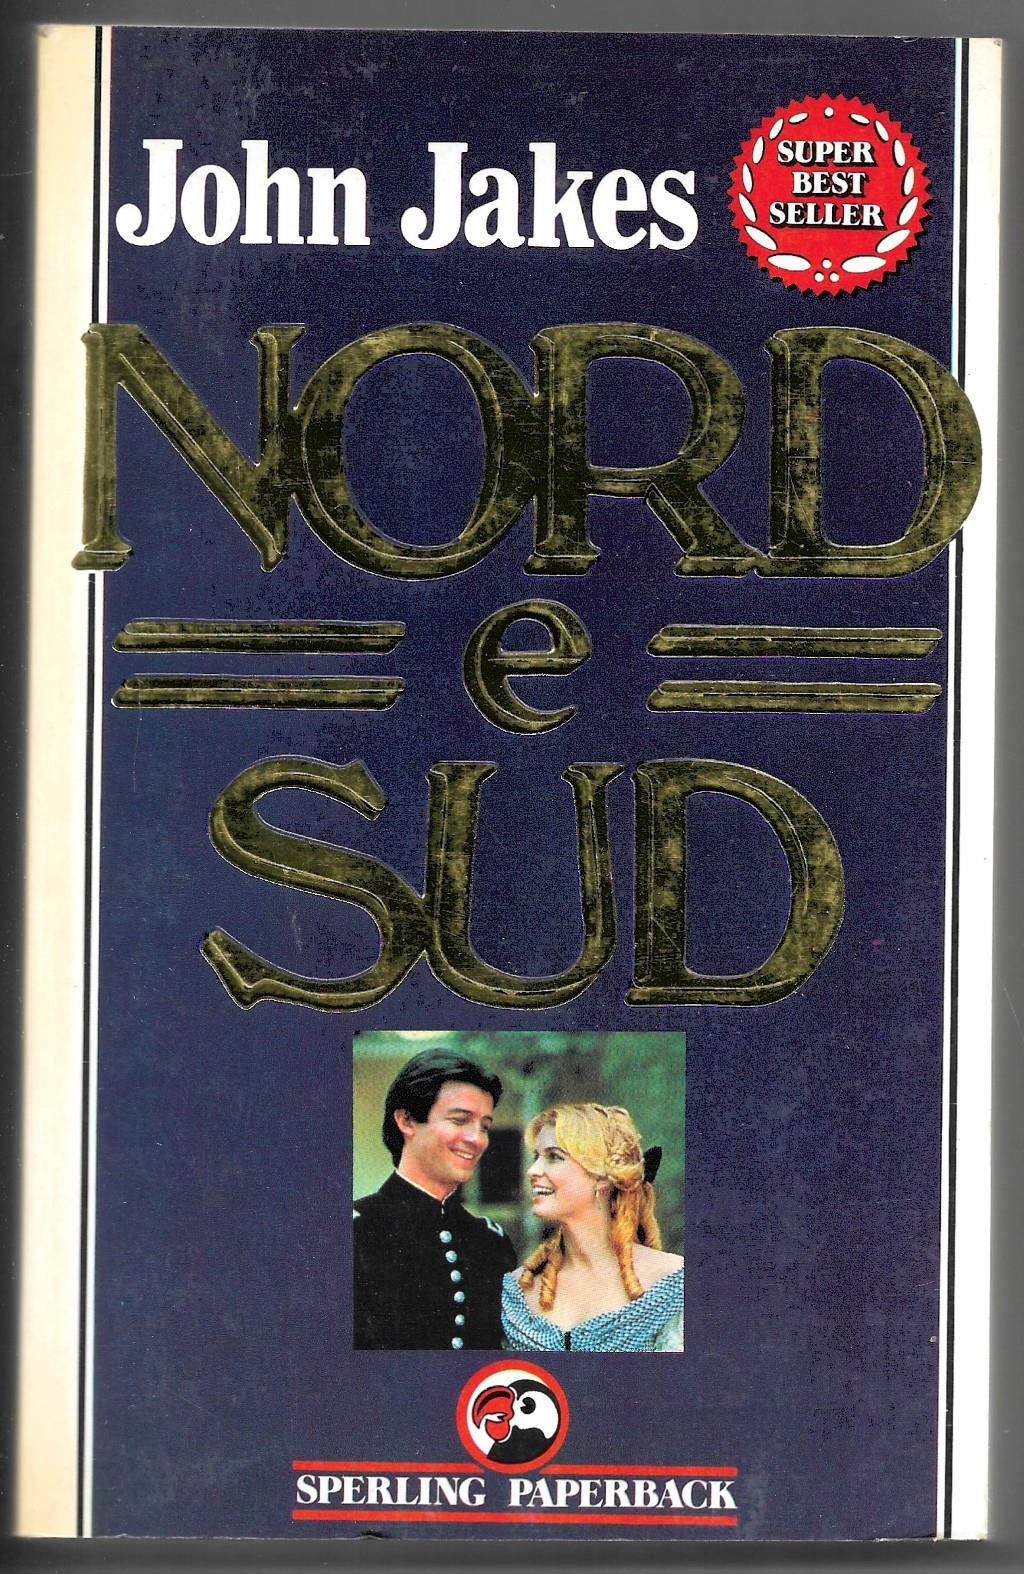 John Jakes
SUPER
BEST
SELLER
NORD
e
SUD
SPERLING PAPERBACK